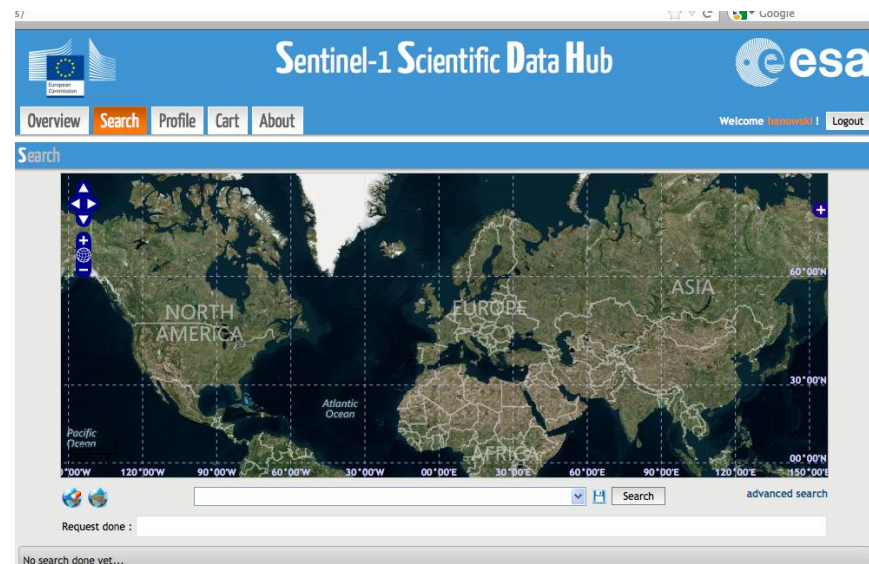 s/
Google
European
Commission
Sentinel-1 Scientific Data Hub
esa
Overview Search Profile Cart About
Welcome hanowski ! Logout
Search
60°00'N
ASIA
EUROPE
NORTH
AMERICA
30°00'N
Atlantic
Ocean
Pacific
Ocean
AFRICA
00°00'N
°00'W 120°00'W 90°00'W 60°00'W 30°00'W 00°00'E 30°00'E 60°00'E 90°00'E 120°00'E 150°00'E
Search advanced search
Request done :
No search done yet...